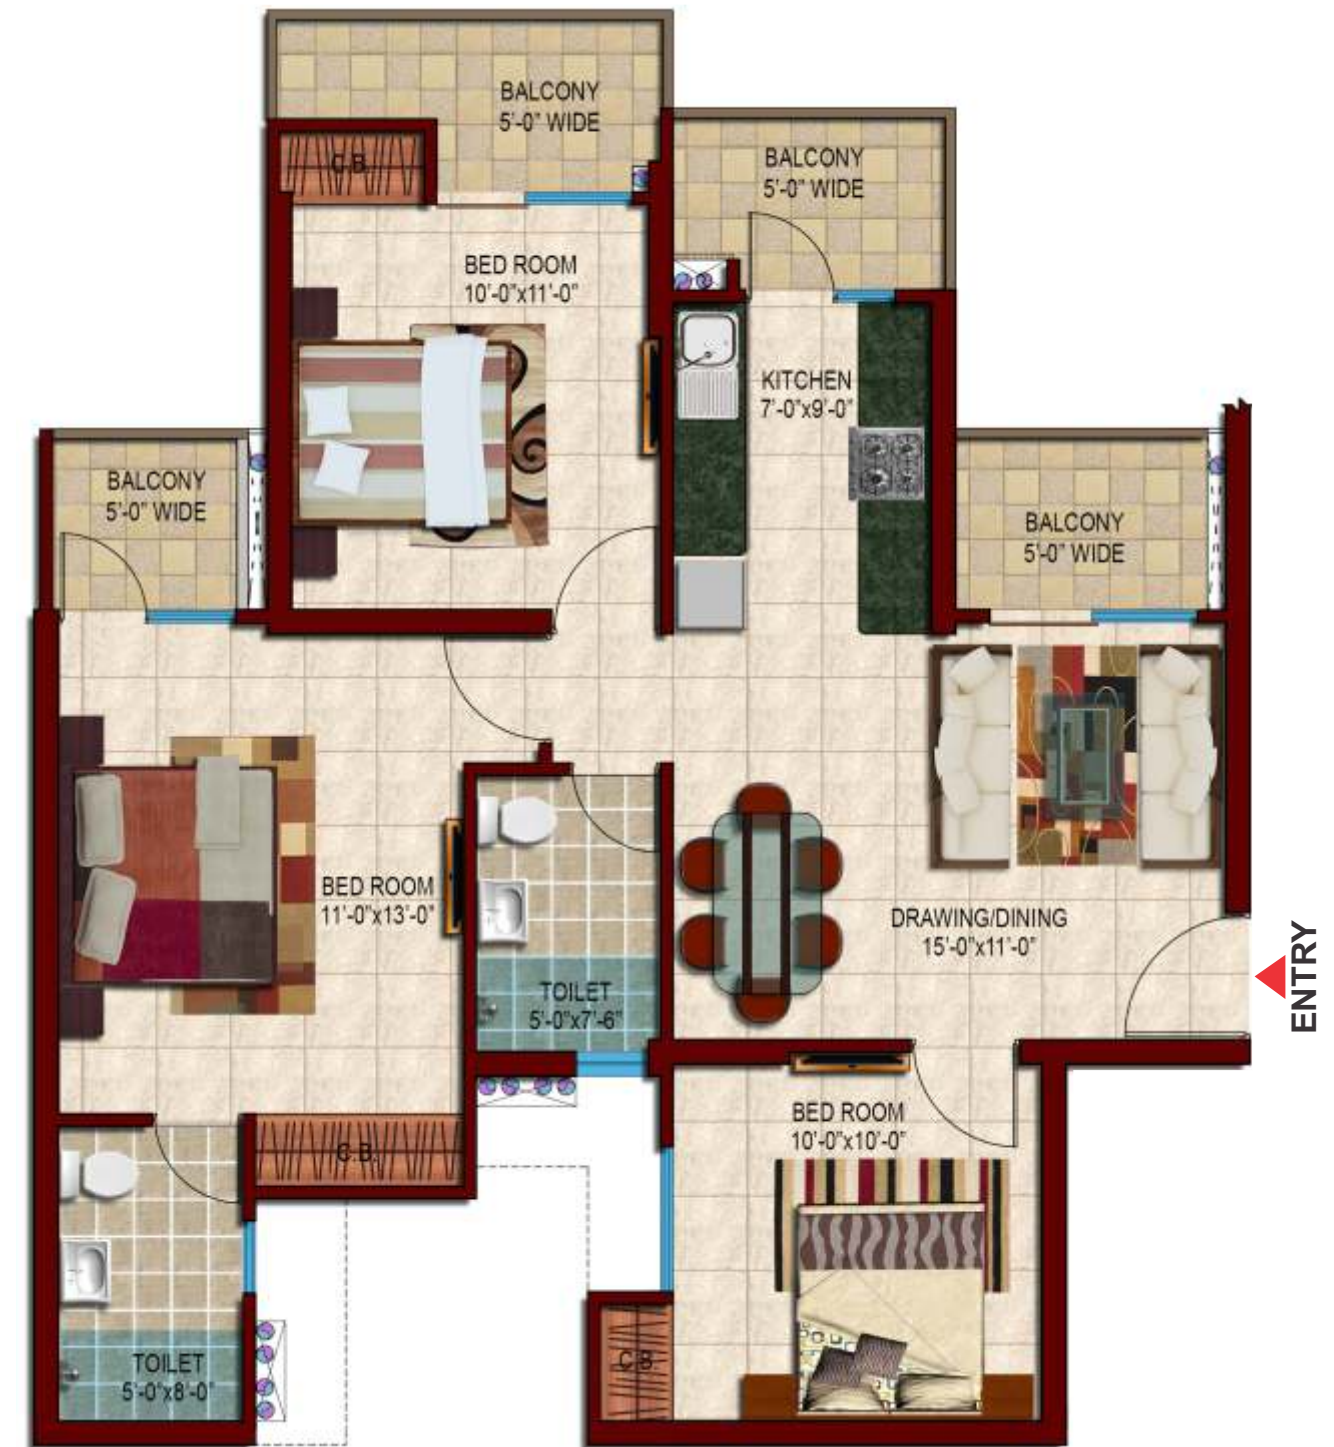 BALCONY
5'-0" WIDE
BALCONY
5'-0" WIDE
C.B.
BED ROOM
10'-0"x11'-0"
KITCHEN
7'-0"x9'-0"
BALCONY
5'-0" WIDE
BALCONY
5'-0" WIDE
BED ROOM
11'-0"x13'-0"
DRAWING/DINING
15'-0"x11'-0"
ENTRY
TOILET
5'-0"x7'-6"
BED ROOM
10'-0"x10'-0"
C.B.
TOILET
5'-0"x8'-0"
C.B.